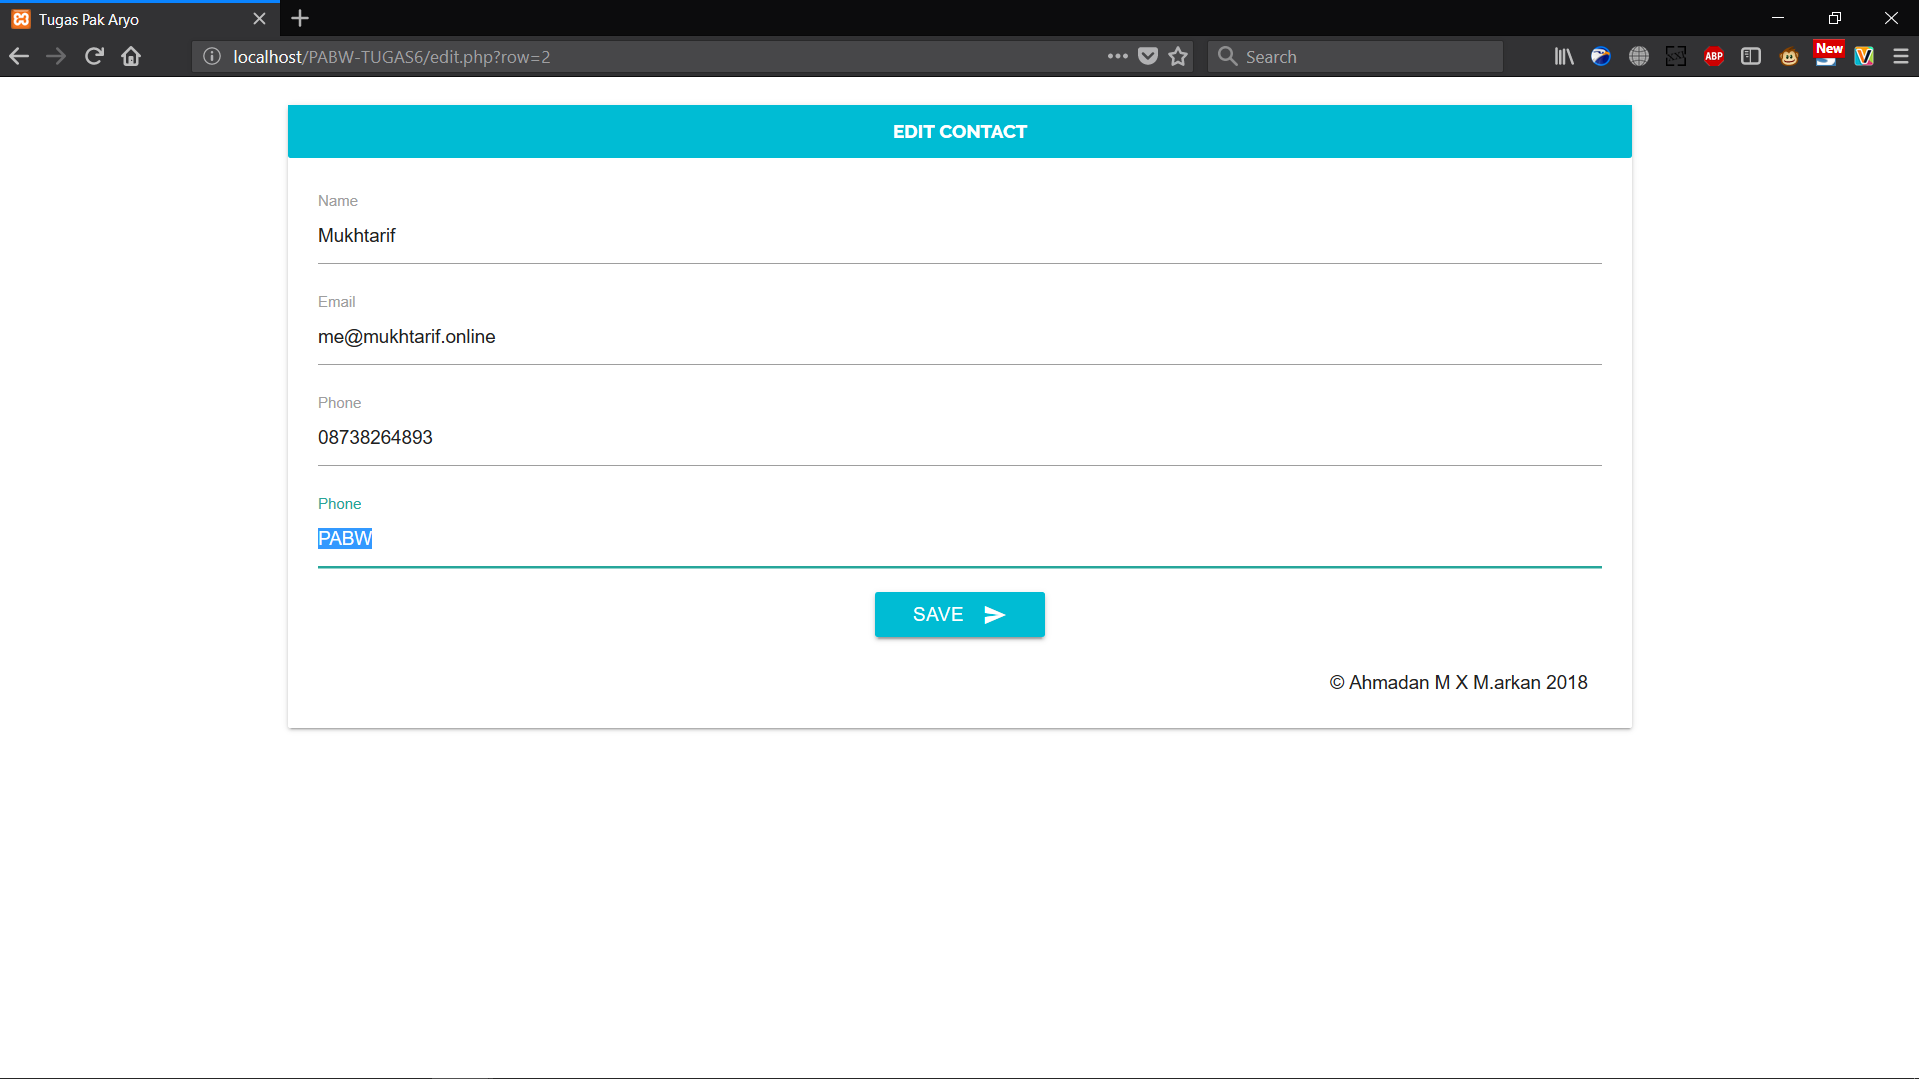 Tugas Pak Aryo
localhost/PABW-TUGAS6/edit.php?row=2
Search
ABP
New
EDIT CONTACT
Name
Mukhtarif
Email
me@mukhtarif.online
Phone
08738264893
Phone
PABW
SAVE
© Ahmadan M X M.arkan 2018